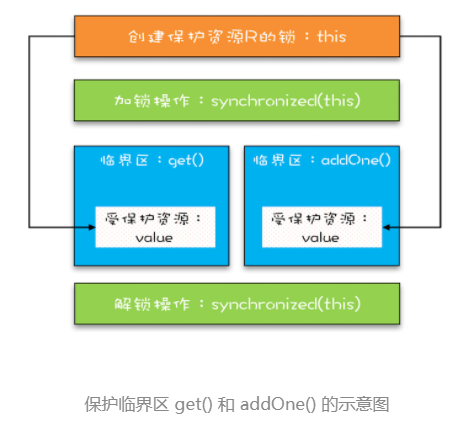 创建保护资源R的锁：this
加锁操作：synchronized(this)
临界区：get()
受保护资源：
value
临界区：addOne()
受保护资源：
value
解锁操作：synchronized(this)
保护临界区 get() 和 addOne() 的示意图